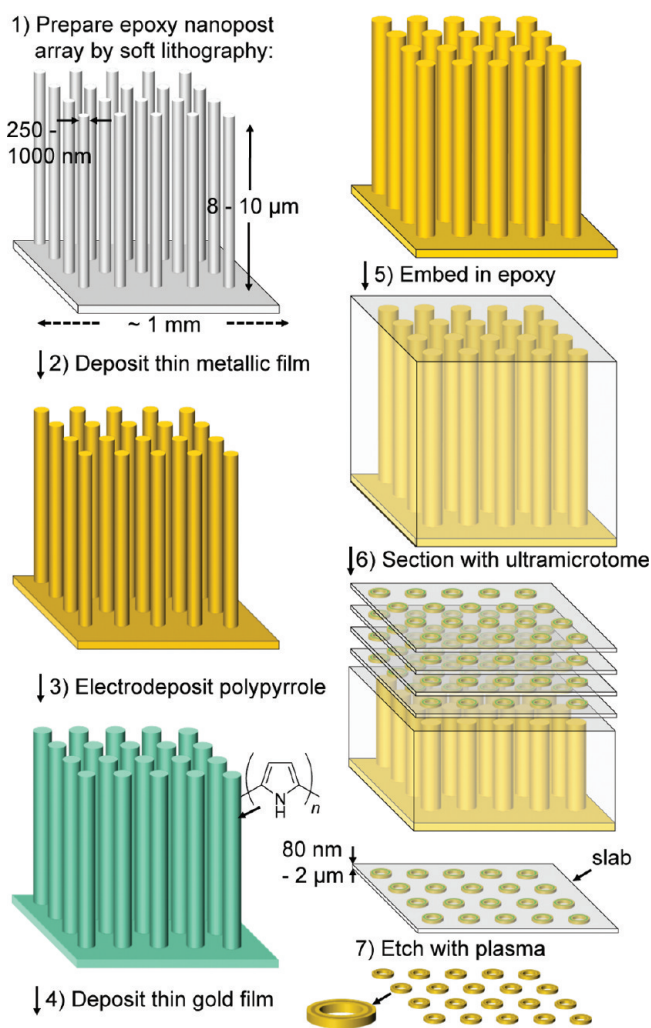 1) Prepare epoxy nanopost
array by soft lithography:
250 -
1000 nm
8 - 10 µm
~ 1 mm
2) Deposit thin metallic film
3) Electrodeposit polypyrrole
N
H
n
4) Deposit thin gold film
5) Embed in epoxy
6) Section with ultramicrotome
80 nm
- 2 µm
slab
7) Etch with plasma